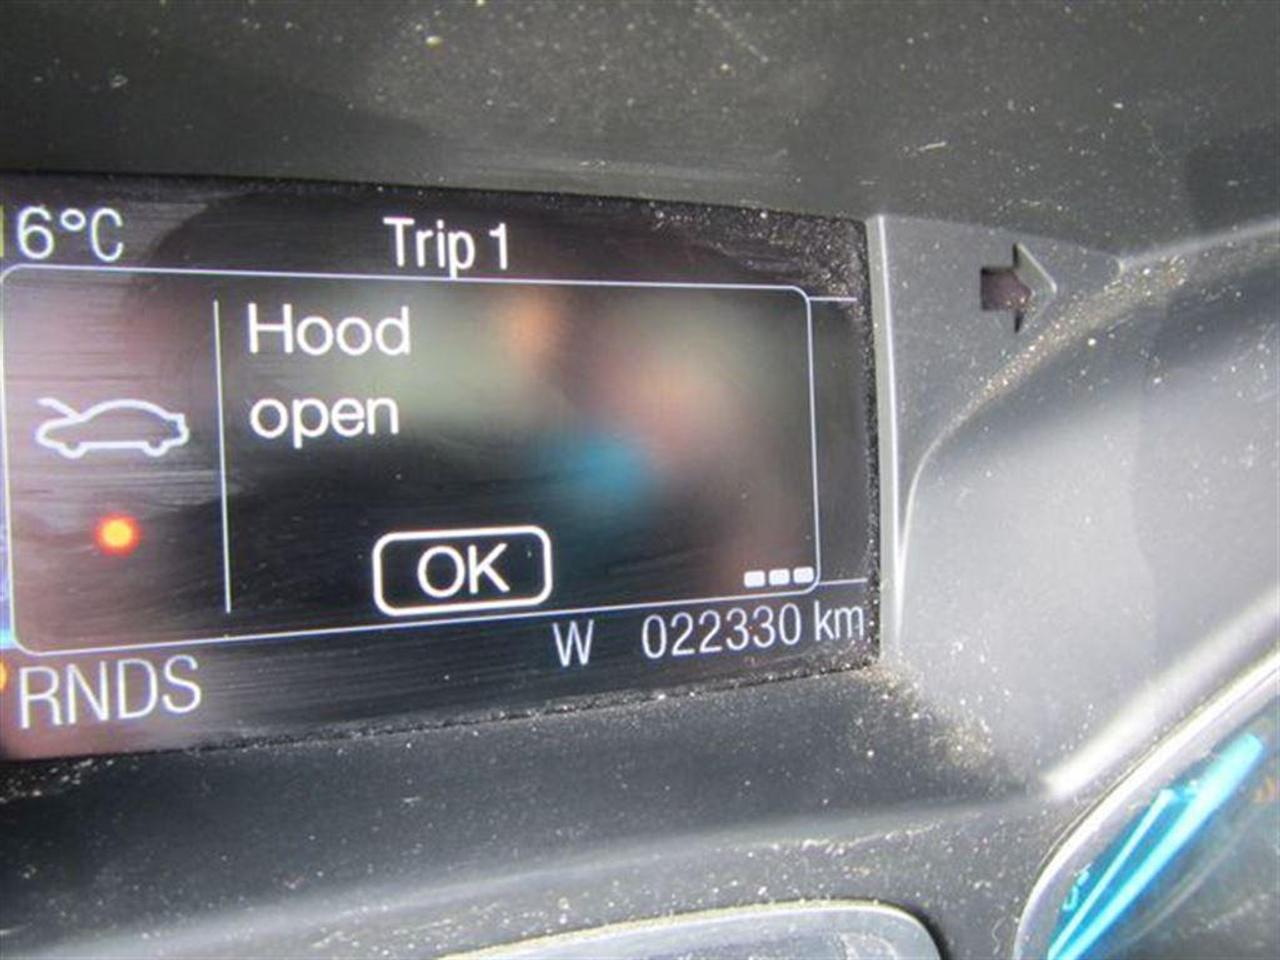 6°C
Trip 1
Hood
open
OK
W 022330 km
RNDS